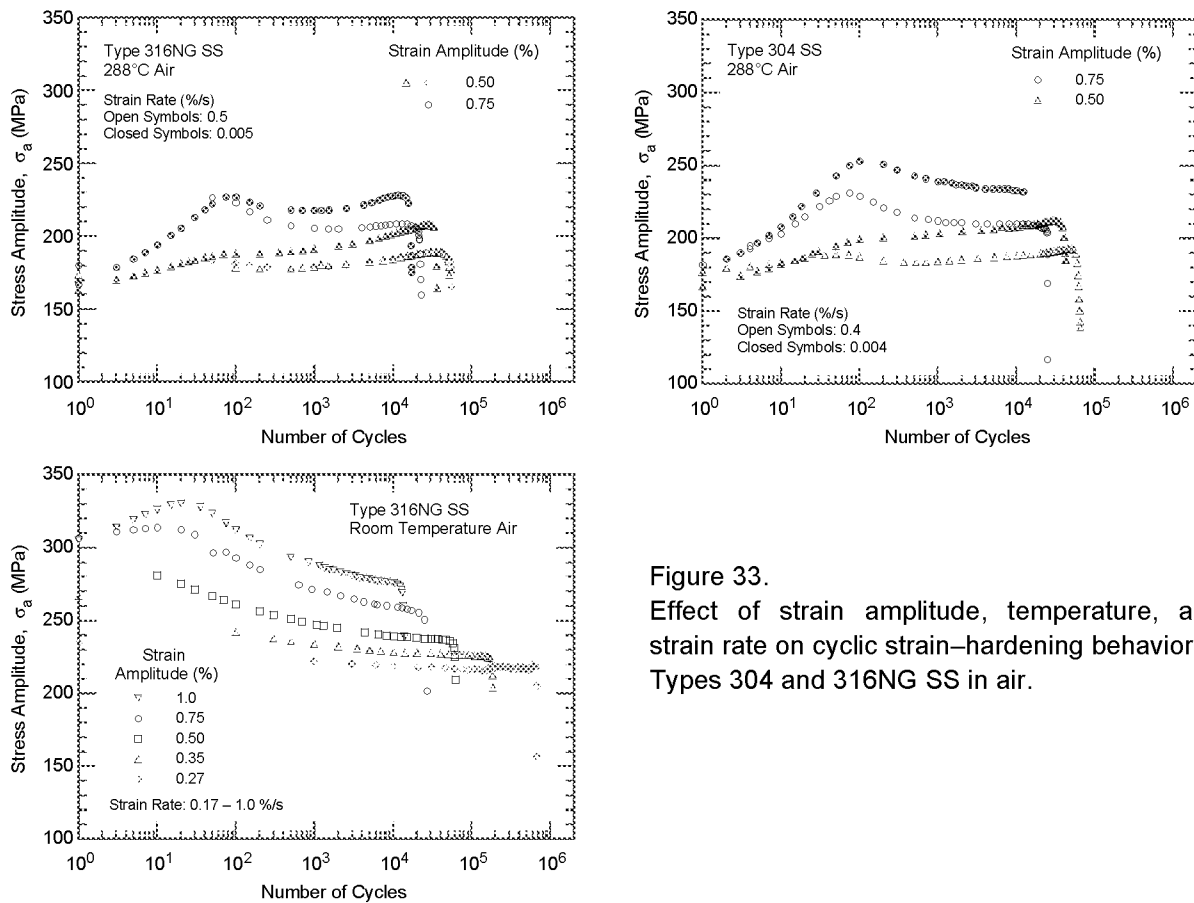 Type 316NG SS
288°C Air
Strain Rate (%/s)
Open Symbols: 0.5
Closed Symbols: 0.005
Strain Amplitude (%)
0.50
0.75
350
300
250
200
150
100
Stress Amplitude, σa (MPa)
10^0 10^1 10^2 10^3 10^4 10^5 10^6
Number of Cycles
Type 304 SS
288°C Air
Strain Amplitude (%)
0.75
0.50
Strain Rate (%/s)
Open Symbols: 0.4
Closed Symbols: 0.004
350
300
250
200
150
100
Stress Amplitude, σa (MPa)
10^0 10^1 10^2 10^3 10^4 10^5 10^6
Number of Cycles
Type 316NG SS
Room Temperature Air
Strain
Amplitude (%)
1.0
0.75
0.50
0.35
0.27
Strain Rate: 0.17 – 1.0 %/s
350
300
250
200
150
100
Stress Amplitude, σa (MPa)
10^0 10^1 10^2 10^3 10^4 10^5 10^6
Number of Cycles
Figure 33.
Effect of strain amplitude, temperature, a
strain rate on cyclic strain–hardening behavior
Types 304 and 316NG SS in air.